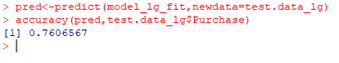 > pred<-predict(model_lg_fit,newdata=test.data_lg)
> accuracy(pred,test.data_lg$Purchase)
[1] 0.7606567
>